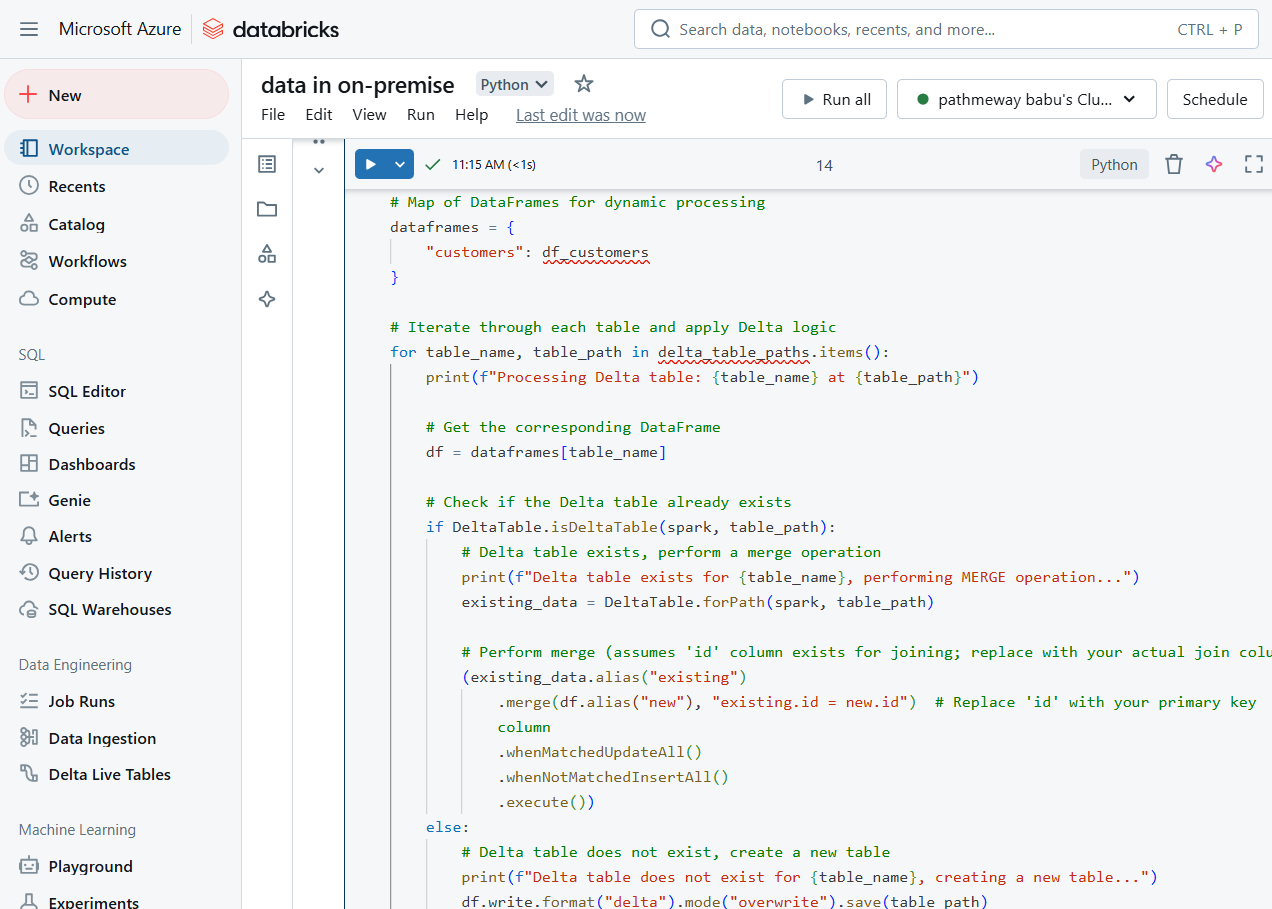 Microsoft Azure databricks
Search data, notebooks, recents, and more... CTRL + P
New
Workspace
Recents
Catalog
Workflows
Compute
SQL
SQL Editor
Queries
Dashboards
Genie
Alerts
Query History
SQL Warehouses
Data Engineering
Job Runs
Data Ingestion
Delta Live Tables
Machine Learning
Playground
Experiments
data in on-premise Python
File Edit View Run Help Last edit was now
Run all pathmeway babu's Clu... Schedule
11:15 AM (<1s) 14 Python
# Map of DataFrames for dynamic processing
dataframes = {
"customers": df_customers
}
# Iterate through each table and apply Delta logic
for table_name, table_path in delta_table_paths.items():
print(f"Processing Delta table: {table_name} at {table_path}")
# Get the corresponding DataFrame
df = dataframes[table_name]
# Check if the Delta table already exists
if DeltaTable.isDeltaTable(spark, table_path):
# Delta table exists, perform a merge operation
print(f"Delta table exists for {table_name}, performing MERGE operation...")
existing_data = DeltaTable.forPath(spark, table_path)
# Perform merge (assumes 'id' column exists for joining; replace with your actual join colu
(existing_data.alias("existing")
.merge(df.alias("new"), "existing.id = new.id") # Replace 'id' with your primary key
column
.whenMatchedUpdateAll()
.whenNotMatchedInsertAll()
.execute())
else:
# Delta table does not exist, create a new table
print(f"Delta table does not exist for {table_name}, creating a new table...")
df.write.format("delta").mode("overwrite").save(table_path)